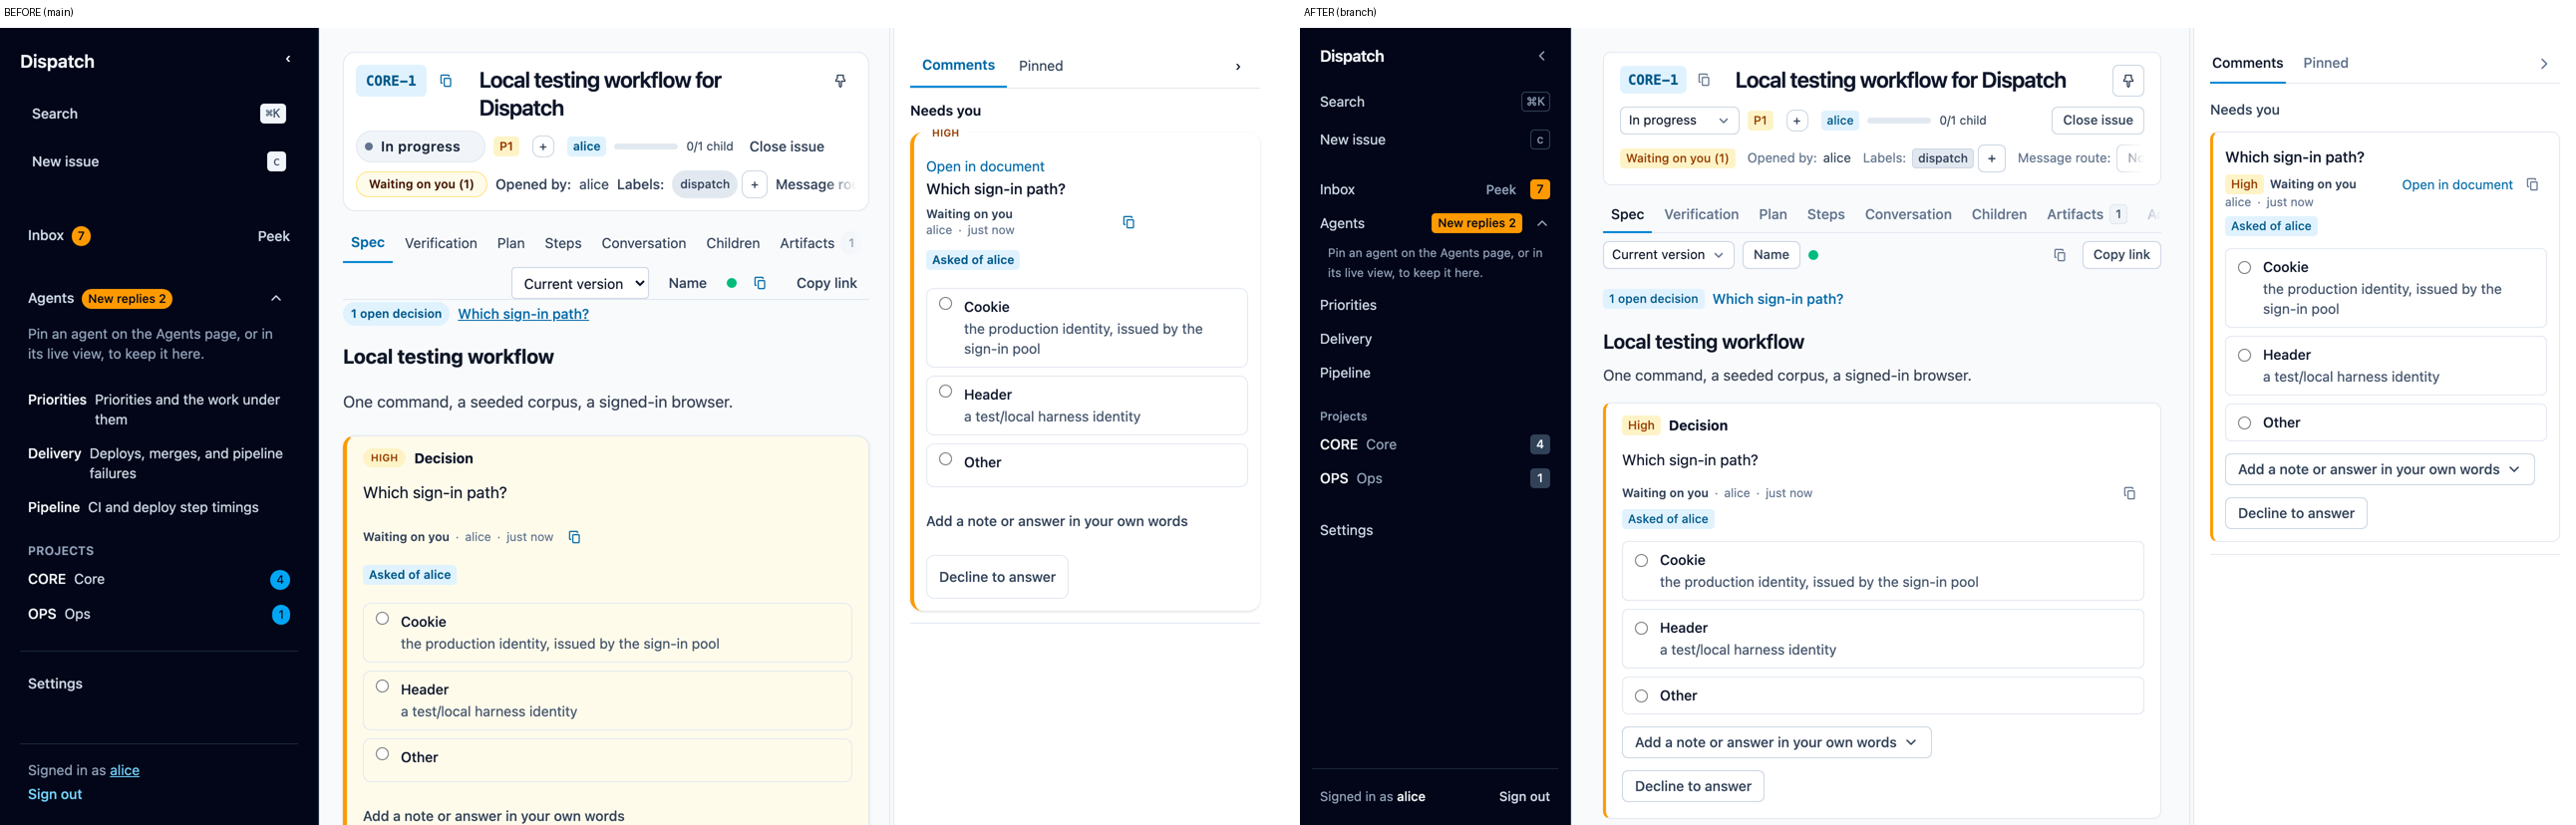 BEFORE (main)
Dispatch
Search ⌘K
New issue c
Inbox 7 Peek
Agents New replies 2
Pin an agent on the Agents page, or in
its live view, to keep it here.
Priorities Priorities and the work under
them
Delivery Deploys, merges, and pipeline
failures
Pipeline CI and deploy step timings
PROJECTS
CORE Core 4
OPS Ops 1
Settings
Signed in as alice
Sign out
CORE-1 Local testing workflow for
Dispatch
In progress P1 + alice 0/1 child Close issue
Waiting on you (1) Opened by: alice Labels: dispatch + Message
Spec Verification Plan Steps Conversation Children Artifacts 1
Current version Name Copy link
1 open decision Which sign-in path?
Local testing workflow
One command, a seeded corpus, a signed-in browser.
HIGH Decision
Which sign-in path?
Waiting on you · alice · just now
Asked of alice
Cookie
the production identity, issued by the sign-in pool
Header
a test/local harness identity
Other
Add a note or answer in your own words
Comments Pinned
Needs you
HIGH
Open in document
Which sign-in path?
Waiting on you
alice · just now
Asked of alice
Cookie
the production identity, issued by the
sign-in pool
Header
a test/local harness identity
Other
Add a note or answer in your own words
Decline to answer
AFTER (branch)
Dispatch
Search ⌘K
New issue c
Inbox Peek 7
Agents New replies 2
Pin an agent on the Agents page, or in
its live view, to keep it here.
Priorities
Delivery
Pipeline
Projects
CORE Core 4
OPS Ops 1
Settings
Signed in as alice Sign out
CORE-1 Local testing workflow for Dispatch
In progress P1 + alice 0/1 child Close issue
Waiting on you (1) Opened by: alice Labels: dispatch + Message route:
Spec Verification Plan Steps Conversation Children Artifacts 1
Current version Name Copy link
1 open decision Which sign-in path?
Local testing workflow
One command, a seeded corpus, a signed-in browser.
High Decision
Which sign-in path?
Waiting on you · alice · just now
Asked of alice
Cookie
the production identity, issued by the sign-in pool
Header
a test/local harness identity
Other
Add a note or answer in your own words
Decline to answer
Comments Pinned
Needs you
Which sign-in path?
High Waiting on you Open in document
alice · just now
Asked of alice
Cookie
the production identity, issued by the
sign-in pool
Header
a test/local harness identity
Other
Add a note or answer in your own words
Decline to answer